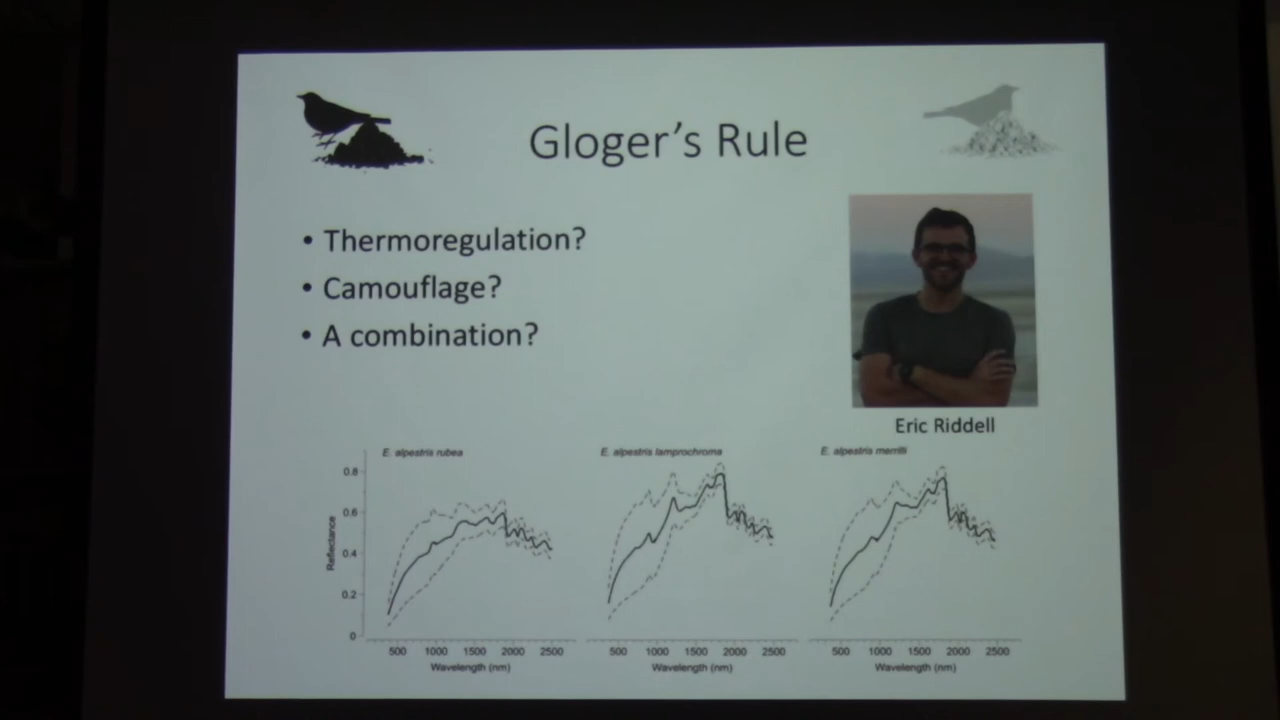 Gloger's Rule
• Thermoregulation?
• Camouflage?
• A combination?
Eric Riddell
E. alpestris rubea
E. alpestris lamprochroma
E. alpestris merrilli
Reflectance
0.8
0.6
0.4
0.2
0
500 1000 1500 2000 2500
500 1000 1500 2000 2500
500 1000 1500 2000 2500
Wavelength (nm)
Wavelength (nm)
Wavelength (nm)